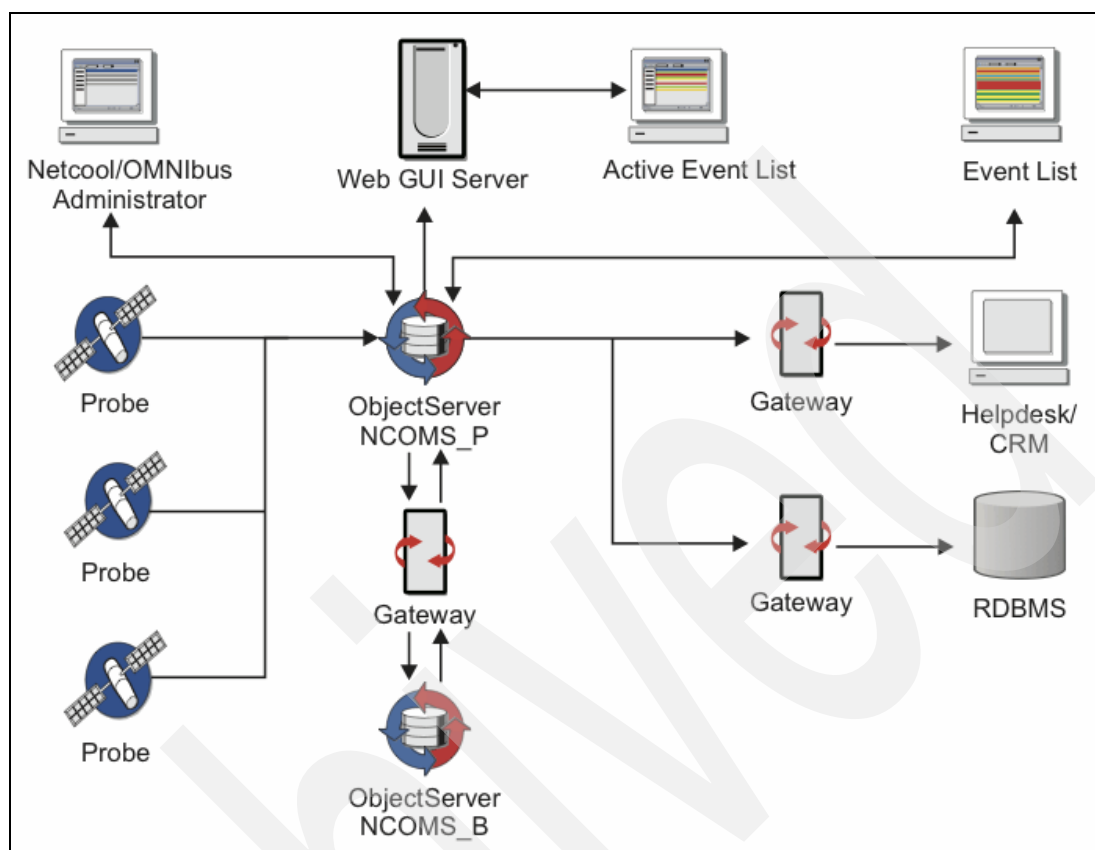 Netcool/OMNIbus
Administrator
Web GUI Server
Active Event List
Event List
Probe
ObjectServer
NCOMS_P
Gateway
Helpdesk/
CRM
Probe
Gateway
Gateway
RDBMS
Probe
ObjectServer
NCOMS_B